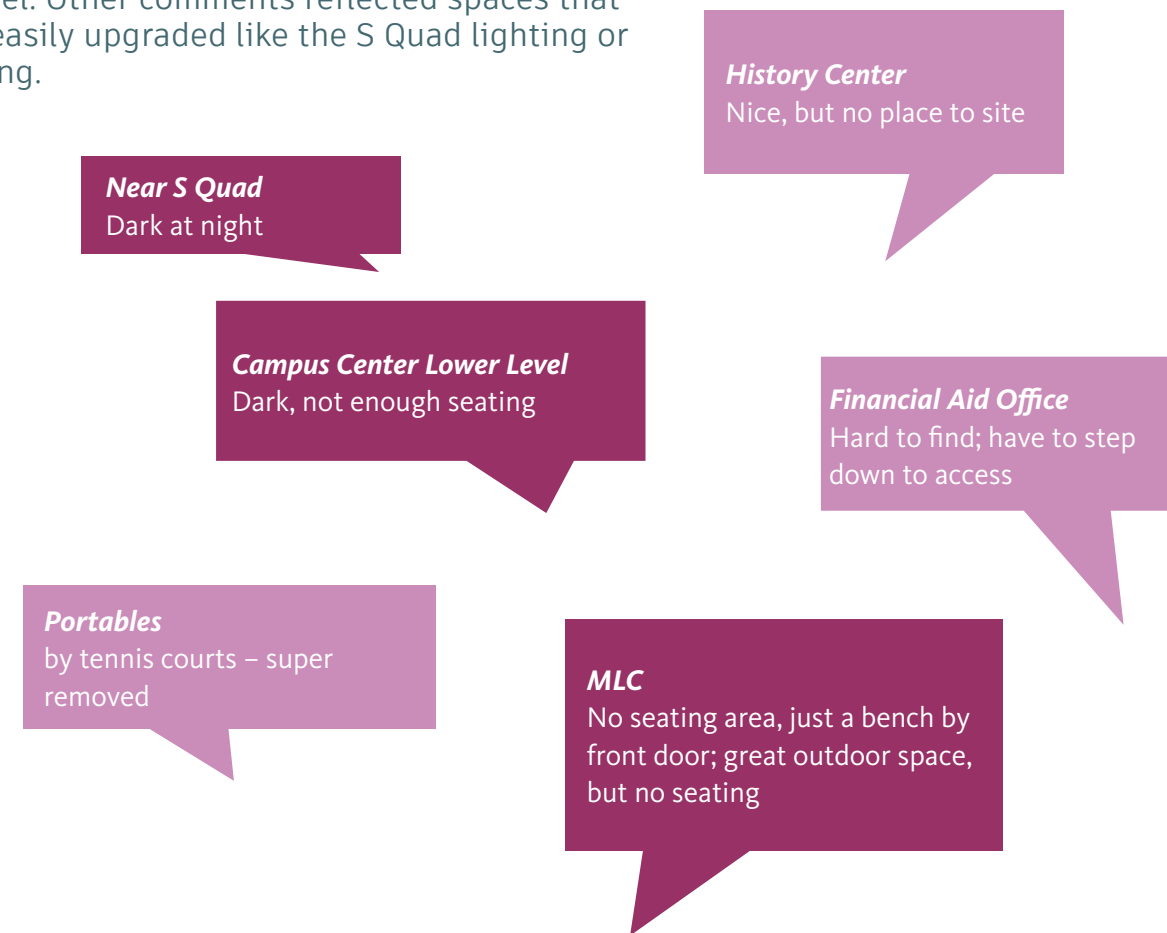 el. Other comments reflected spaces that
easily upgraded like the S Quad lighting or
ng.
History Center
Nice, but no place to site
Near S Quad
Dark at night
Campus Center Lower Level
Dark, not enough seating
Financial Aid Office
Hard to find; have to step
down to access
Portables
by tennis courts – super
removed
MLC
No seating area, just a bench by
front door; great outdoor space,
but no seating